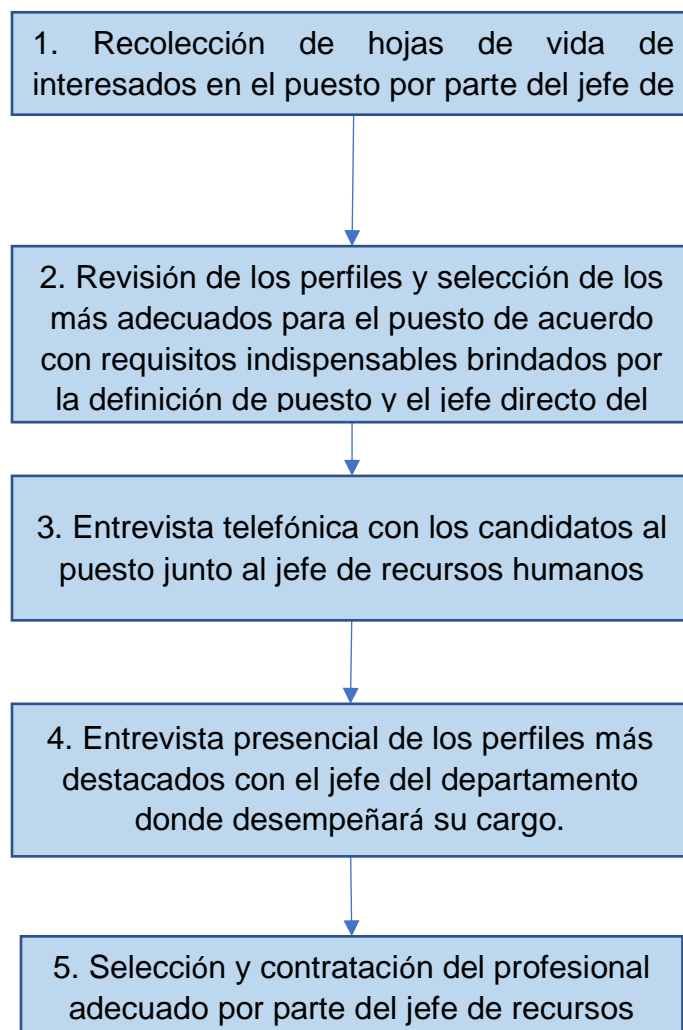 1. Recolección de hojas de vida de
interesados en el puesto por parte del jefe de
2. Revisión de los perfiles y selección de los
más adecuados para el puesto de acuerdo
con requisitos indispensables brindados por
la definición de puesto y el jefe directo del
3. Entrevista telefónica con los candidatos al
puesto junto al jefe de recursos humanos
4. Entrevista presencial de los perfiles más
destacados con el jefe del departamento
donde desempeñará su cargo.
5. Selección y contratación del profesional
adecuado por parte del jefe de recursos